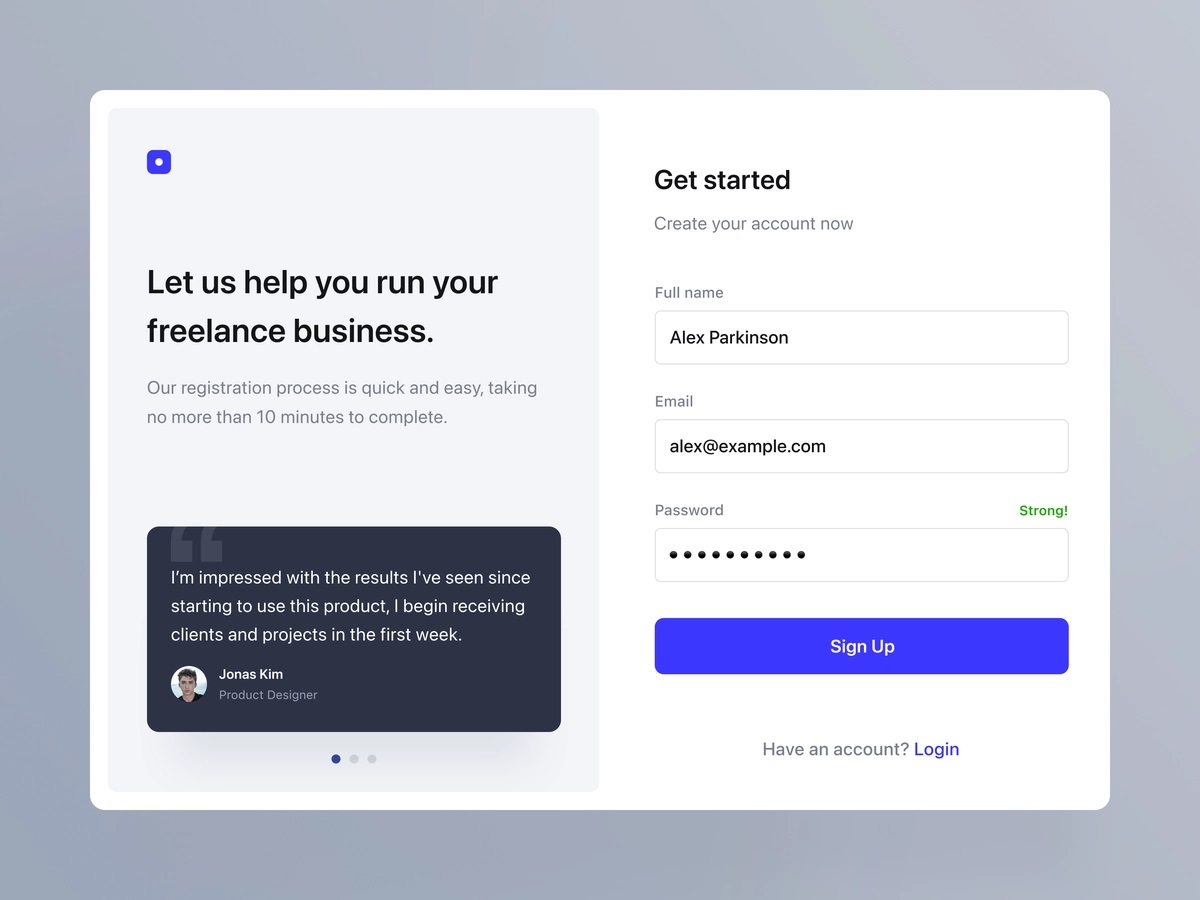 Let us help you run your
freelance business.
Our registration process is quick and easy, taking
no more than 10 minutes to complete.
“
I’m impressed with the results I've seen since
starting to use this product, I begin receiving
clients and projects in the first week.
Jonas Kim
Product Designer
Get started
Create your account now
Full name
Alex Parkinson
Email
alex@example.com
Password Strong!
●●●●●●●●●●
Sign Up
Have an account? Login